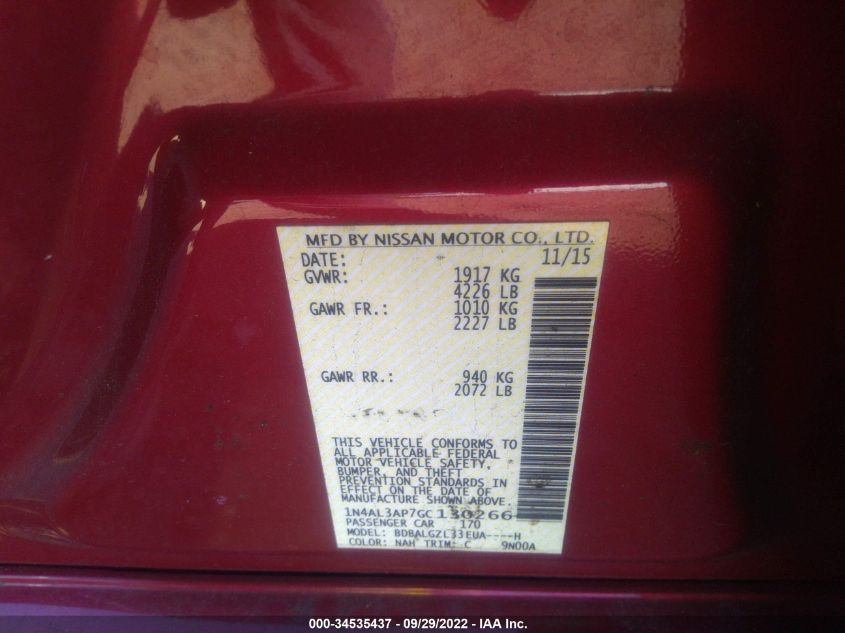 MFD BY NISSAN MOTOR CO., LTD.
DATE: 11/15
GVWR: 1917 KG
4226 LB
GAWR FR.: 1010 KG
2227 LB
GAWR RR.: 940 KG
2072 LB
THIS VEHICLE CONFORMS TO
ALL APPLICABLE FEDERAL
MOTOR VEHICLE SAFETY,
BUMPER, AND THEFT
PREVENTION STANDARDS IN
EFFECT ON THE DATE OF
MANUFACTURE SHOWN ABOVE.
1N4AL3AP7GC130266
PASSENGER CAR 170
MODEL: BDBALGZL33EUA----H
COLOR: NAH TRIM: C 9N00A
000-34535437 - 09/29/2022 - IAA Inc.